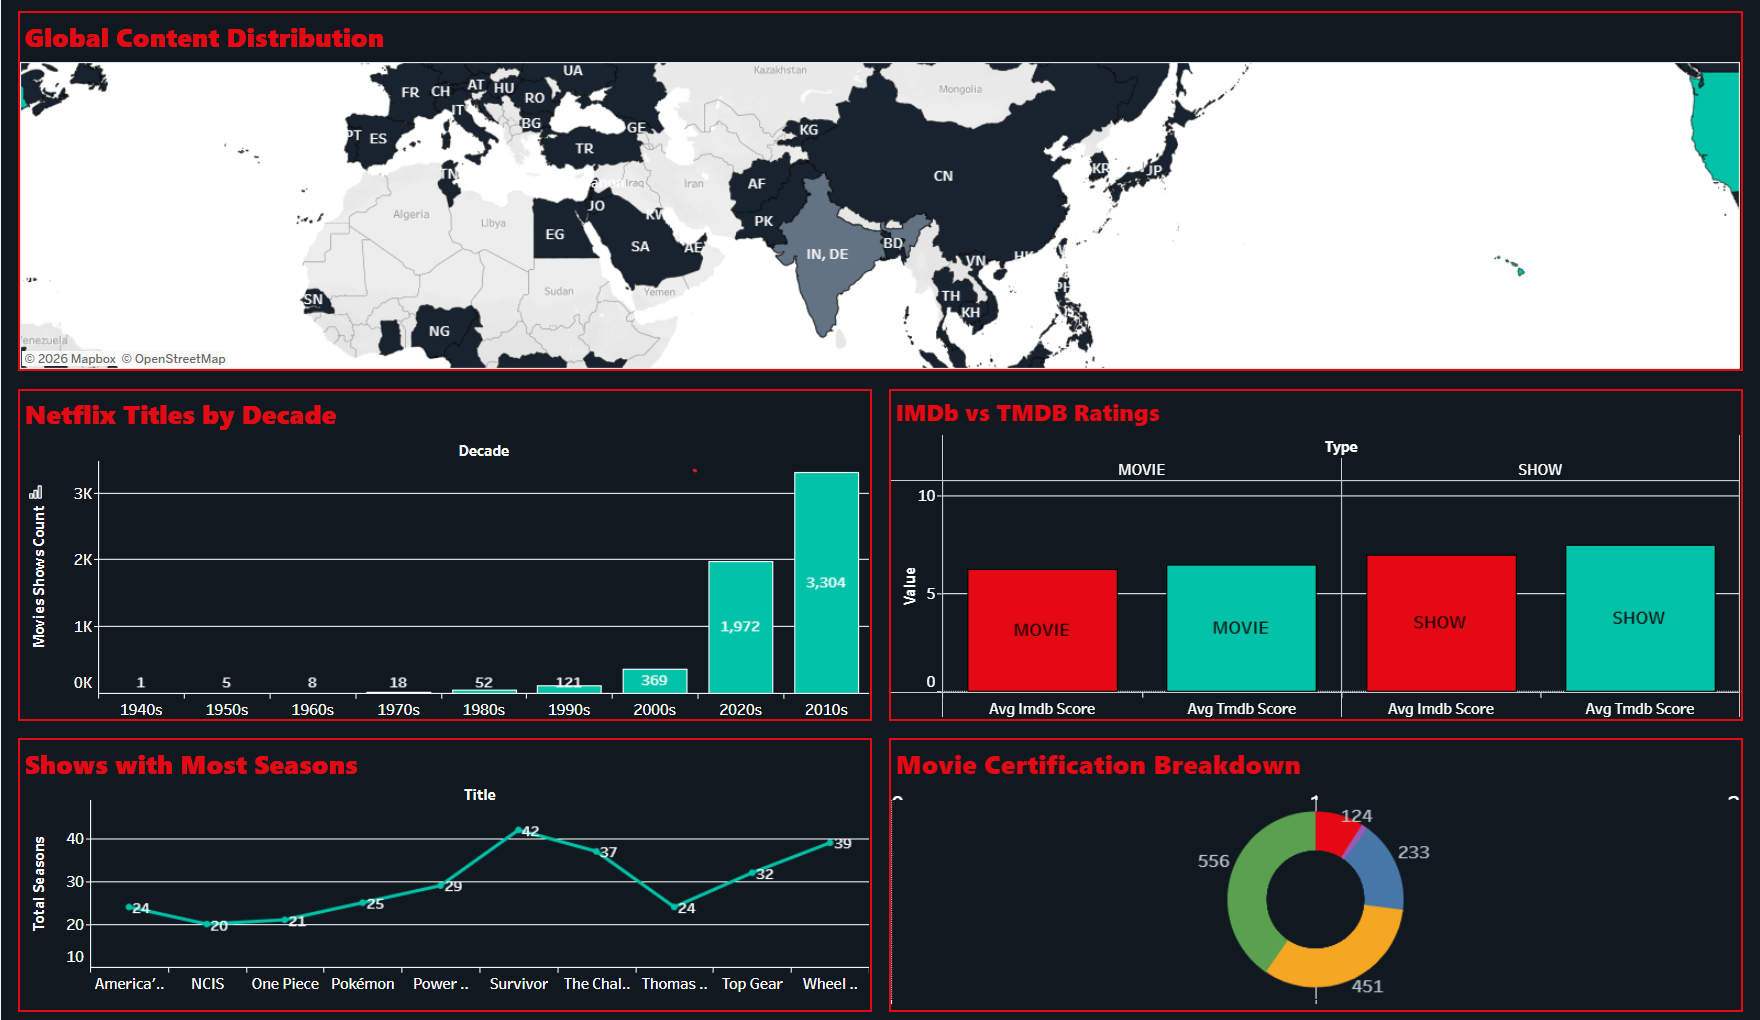 Global Content Distribution
Kazakhstan
Mongolia
UA
FR CH AT HU
RO
IT
BG
PT ES
GE
TR
KG
TN
Iraq
Iran
AF
CN
KR
JP
Algeria
Libya
JO
KW
PK
EG
SA
AE
IN, DE
BD
VN
HK
SN
Sudan
Yemen
TH
PH
KH
NG
enezuela
© 2026 Mapbox © OpenStreetMap
Netflix Titles by Decade
Decade
Movies Shows Count
3K
2K
1K
0K
1
5
8
18
52
121
369
1,972
3,304
1940s
1950s
1960s
1970s
1980s
1990s
2000s
2020s
2010s
IMDb vs TMDB Ratings
Type
MOVIE
SHOW
Value
10
5
0
MOVIE
MOVIE
SHOW
SHOW
Avg Imdb Score
Avg Tmdb Score
Avg Imdb Score
Avg Tmdb Score
Shows with Most Seasons
Title
Total Seasons
40
30
20
10
24
20
21
25
29
42
37
24
32
39
America'..
NCIS
One Piece
Pokémon
Power ..
Survivor
The Chal..
Thomas ..
Top Gear
Wheel ..
Movie Certification Breakdown
124
233
556
451